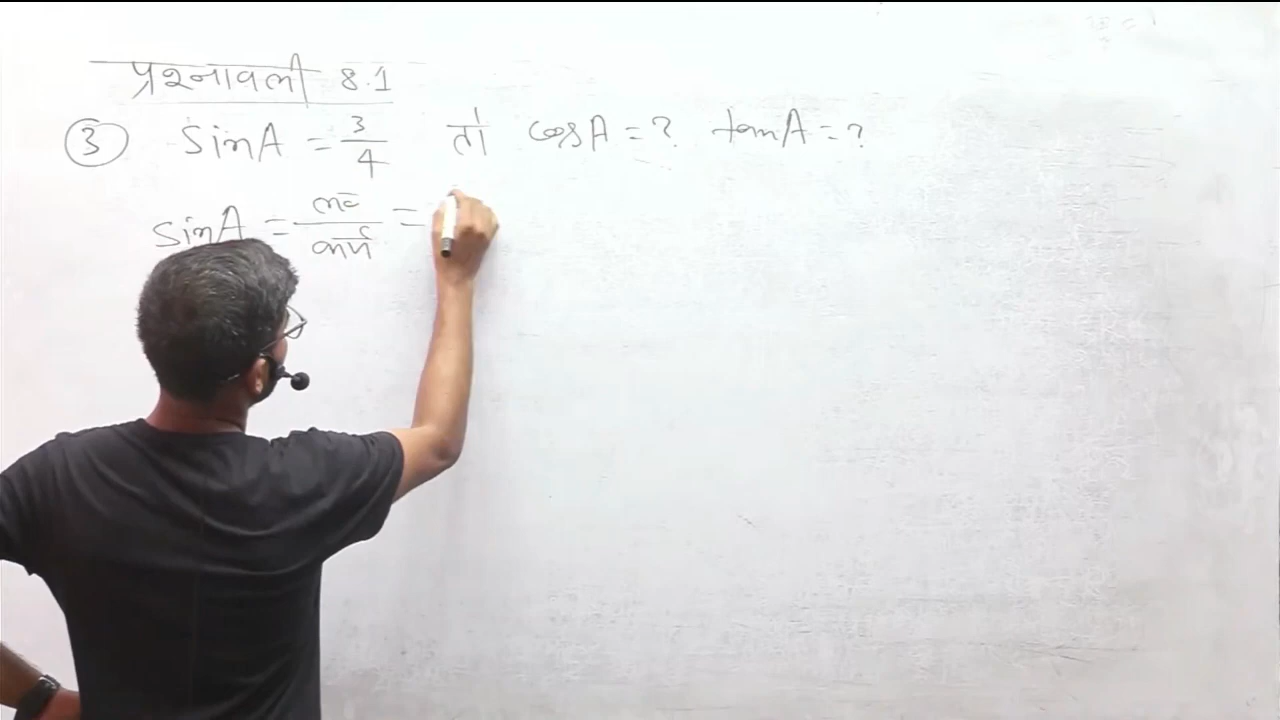 प्रश्नावली 8.1
3 sinA = 3/4 तो cosA = ? tanA = ?
sinA = लं/कर्ण =